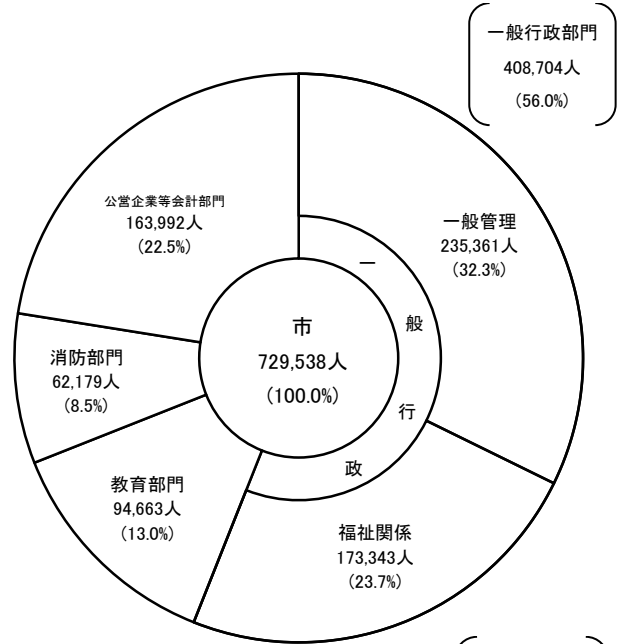 一般行政部門
408,704人
(56.0%)
公営企業等会計部門
163,992人
(22.5%)
一般管理
235,361人
(32.3%)
一
般
行
政
市
729,538人
(100.0%)
消防部門
62,179人
(8.5%)
教育部門
94,663人
(13.0%)
福祉関係
173,343人
(23.7%)